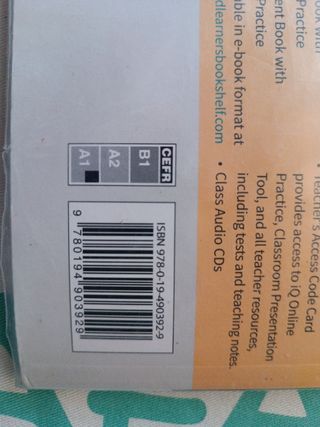 ook with
Practice
ent Book with
Practice
ble in e-book format at
dlearnersbookshelf.com
• Teacher's Access Code Card
provides access to iQ Online
Practice, Classroom Presentation
Tool, and all teacher resources,
including tests and teaching notes.
• Class Audio CDs
CEFR
B1
A2
A1
ISBN 978-0-19-490392-9
9 780194 903929